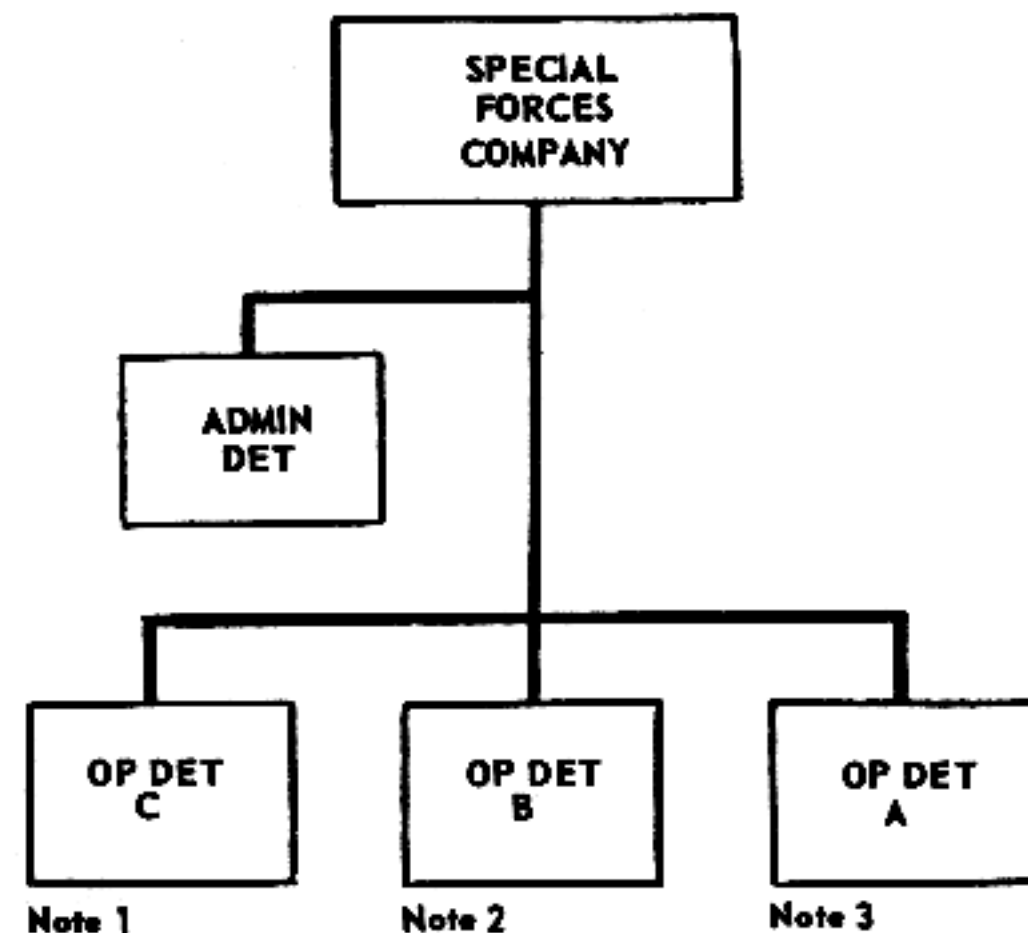 SPECIAL
FORCES
COMPANY
ADMIN
DET
OP DET
C
OP DET
B
OP DET
A
Note 1
Note 2
Note 3